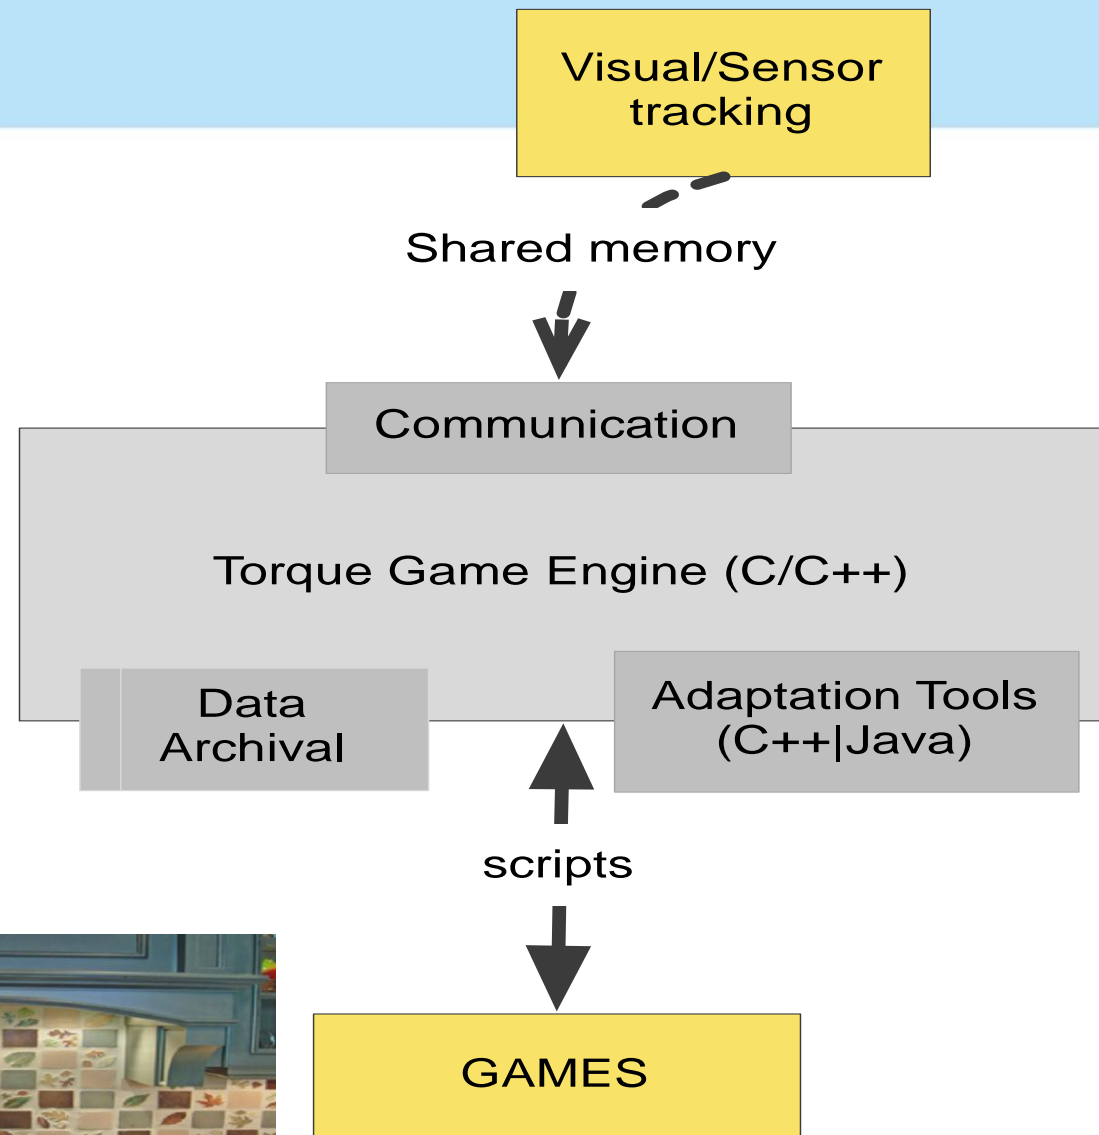 Visual/Sensor
tracking
Shared memory
Communication
Torque Game Engine (C/C++)
Data
Archival
Adaptation Tools
(C++|Java)
scripts
GAMES